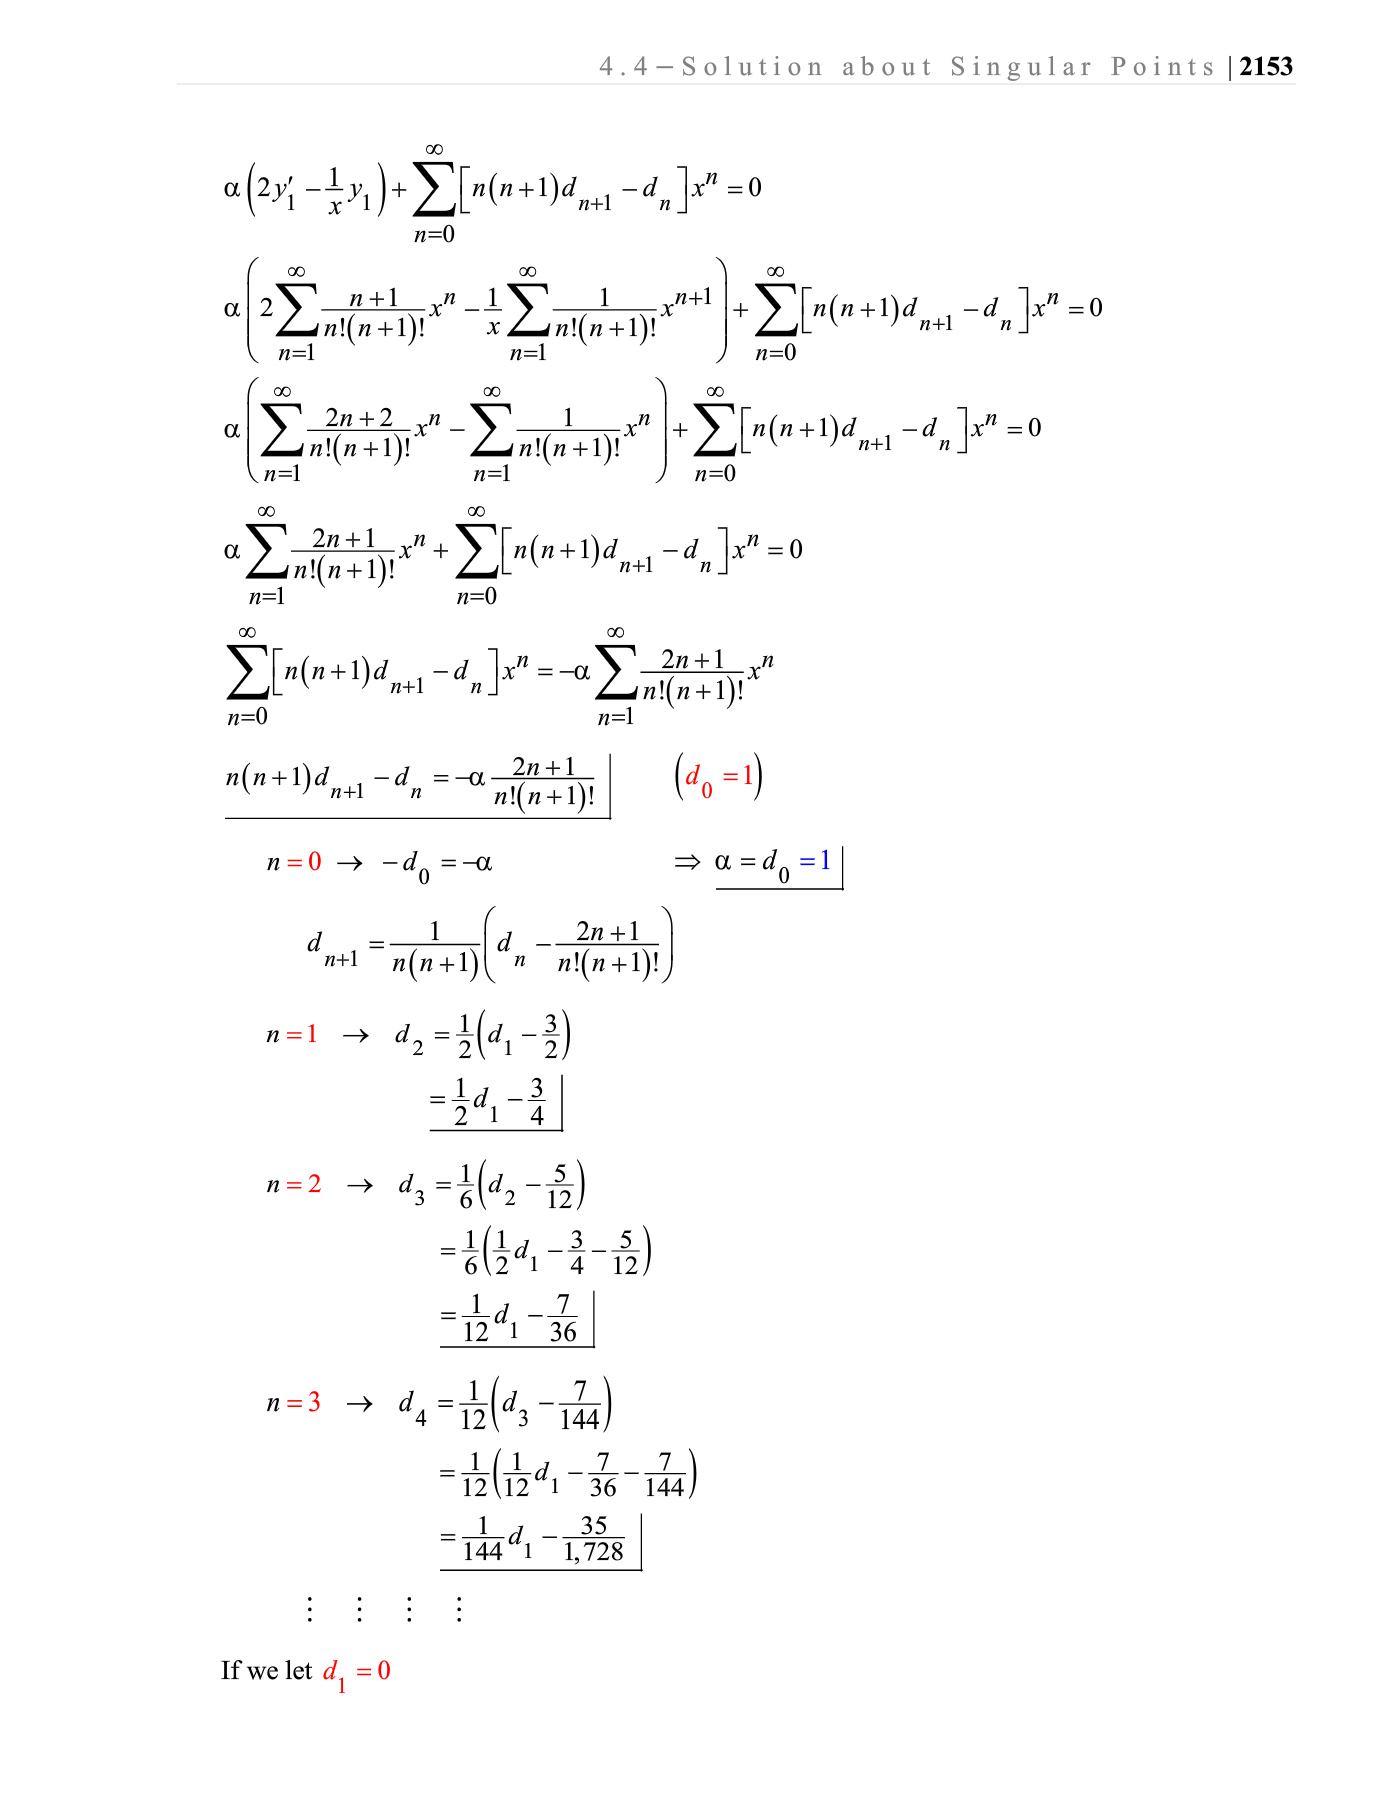 4.4 – Solution about Singular Points | 2153
α(2y₁′ − 1/x y₁) + ∑_{n=0}^{∞} [n(n+1)d_{n+1} − d_n]xⁿ = 0
α(2∑_{n=1}^{∞} (n+1)/(n!(n+1)!) xⁿ − 1/x ∑_{n=1}^{∞} 1/(n!(n+1)!) x^{n+1}) + ∑_{n=0}^{∞} [n(n+1)d_{n+1} − d_n]xⁿ = 0
α(∑_{n=1}^{∞} (2n+2)/(n!(n+1)!) xⁿ − ∑_{n=1}^{∞} 1/(n!(n+1)!) xⁿ) + ∑_{n=0}^{∞} [n(n+1)d_{n+1} − d_n]xⁿ = 0
α∑_{n=1}^{∞} (2n+1)/(n!(n+1)!) xⁿ + ∑_{n=0}^{∞} [n(n+1)d_{n+1} − d_n]xⁿ = 0
∑_{n=0}^{∞} [n(n+1)d_{n+1} − d_n]xⁿ = −α∑_{n=1}^{∞} (2n+1)/(n!(n+1)!) xⁿ
n(n+1)d_{n+1} − d_n = −α (2n+1)/(n!(n+1)!) (d₀ = 1)
n = 0 → −d₀ = −α ⇒ α = d₀ = 1
d_{n+1} = 1/(n(n+1)) (d_n − (2n+1)/(n!(n+1)!))
n = 1 → d₂ = 1/2 (d₁ − 3/2)
= 1/2 d₁ − 3/4
n = 2 → d₃ = 1/6 (d₂ − 5/12)
= 1/6 (1/2 d₁ − 3/4 − 5/12)
= 1/12 d₁ − 7/36
n = 3 → d₄ = 1/12 (d₃ − 7/144)
= 1/12 (1/12 d₁ − 7/36 − 7/144)
= 1/144 d₁ − 35/1,728
⋮ ⋮ ⋮ ⋮
If we let d₁ = 0